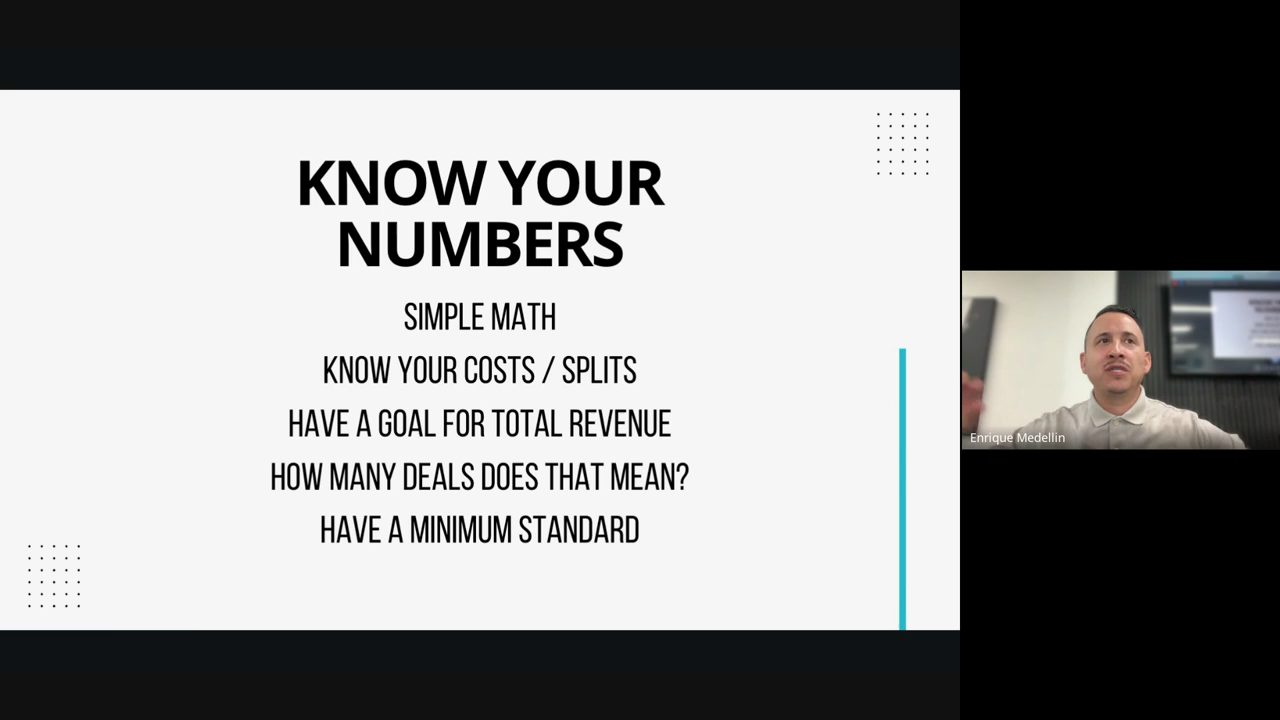 KNOW YOUR
NUMBERS
SIMPLE MATH
KNOW YOUR COSTS / SPLITS
HAVE A GOAL FOR TOTAL REVENUE
HOW MANY DEALS DOES THAT MEAN?
HAVE A MINIMUM STANDARD
Enrique Medellin